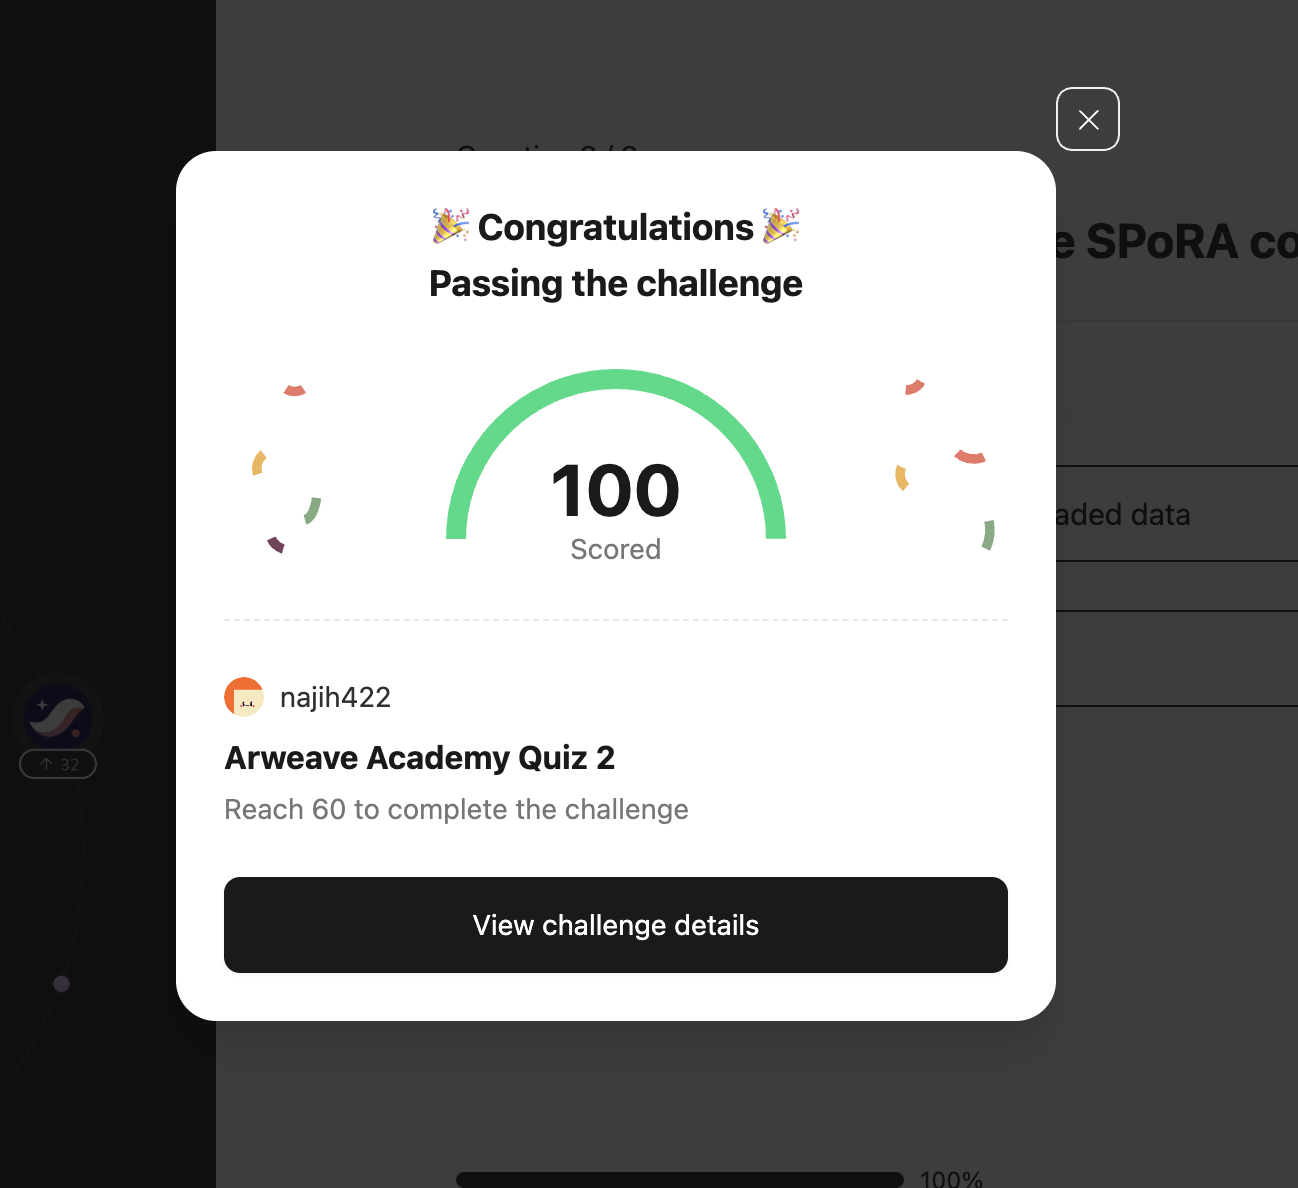 🎉 Congratulations 🎉
Passing the challenge
e SPoRA co
100
Scored
aded data
najih422
↑ 32
Arweave Academy Quiz 2
Reach 60 to complete the challenge
View challenge details
100%